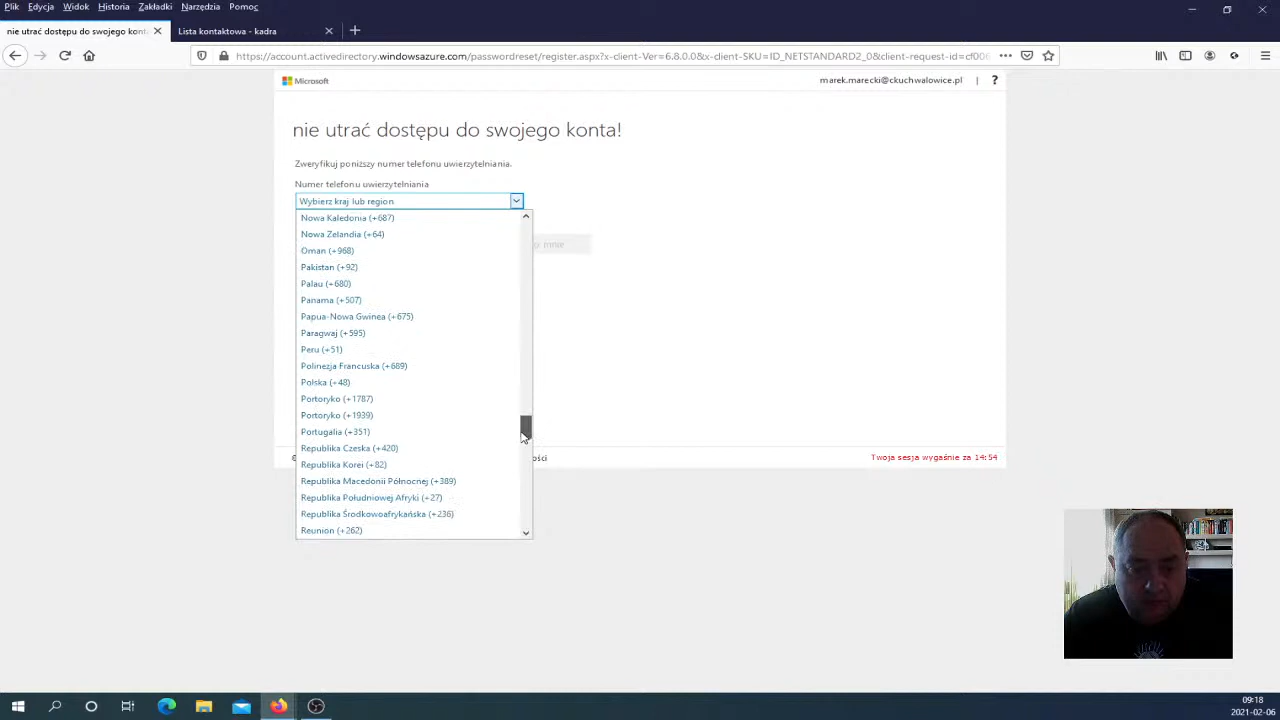 Plik Edycja Widok Historia Zakładki Narzędzia Pomoc
nie utrać dostępu do swojego kont
Lista kontaktowa - kadra
https://account.activedirectory.windowsazure.com/passwordreset/register.aspx?x-client-Ver=6.8.0.0&x-client-SKU=ID_NETSTANDARD2_0&client-request-id=cf006
Microsoft
marek.marecki@ckuchwalowice.pl | ?
nie utrać dostępu do swojego konta!
Zweryfikuj poniższy numer telefonu uwierzytelniania.
Numer telefonu uwierzytelniania
Wybierz kraj lub region
Nowa Kaledonia (+687)
Nowa Zelandia (+64)
mnie
Oman (+968)
Pakistan (+92)
Palau (+680)
Panama (+507)
Papua-Nowa Gwinea (+675)
Paragwaj (+595)
Peru (+51)
Polinezja Francuska (+689)
Polska (+48)
Portoryko (+1787)
Portoryko (+1939)
Portugalia (+351)
Republika Czeska (+420)
ości
Twoja sesja wygaśnie za 14:54
Republika Korei (+82)
Republika Macedonii Północnej (+389)
Republika Południowej Afryki (+27)
Republika Środkowoafrykańska (+236)
Reunion (+262)
09:18
2021-02-06